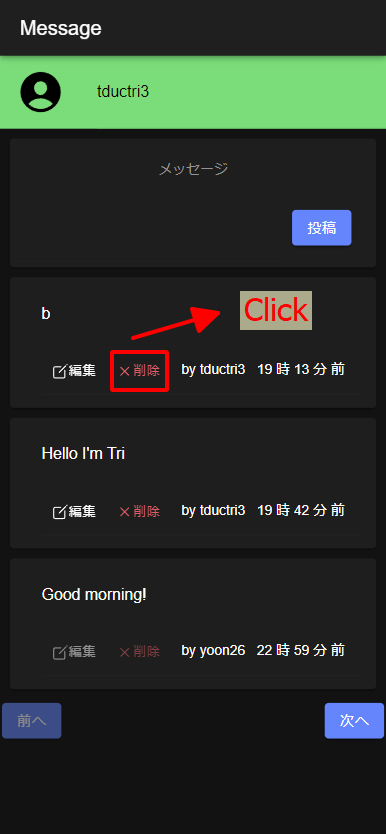 Message
tductri3
メッセージ
投稿
b
Click
編集 削除 by tductri3 19 時 13 分 前
Hello I'm Tri
編集 削除 by tductri3 19 時 42 分 前
Good morning!
編集 削除 by yoon26 22 時 59 分 前
前へ 次へ